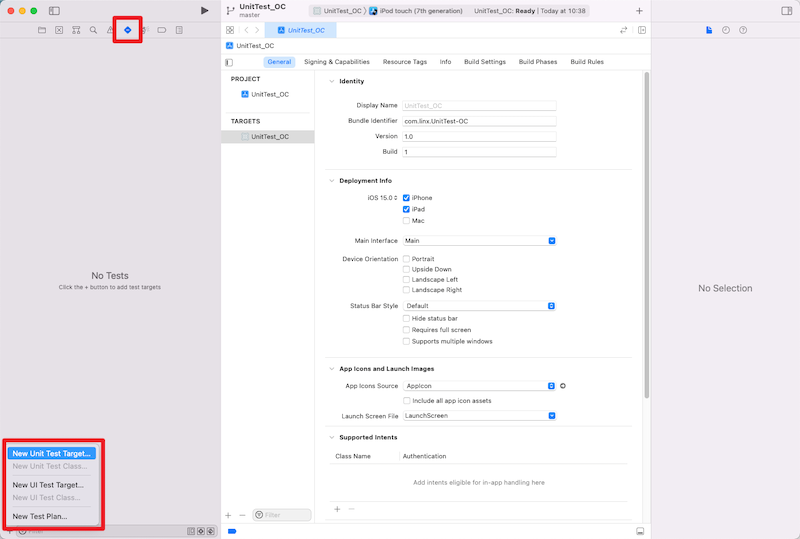 UnitTest_OC
master
UnitTest_OC
iPod touch (7th generation)
UnitTest_OC: Ready | Today at 10:38
UnitTest_OC
UnitTest_OC
General
Signing & Capabilities
Resource Tags
Info
Build Settings
Build Phases
Build Rules
PROJECT
UnitTest_OC
TARGETS
UnitTest_OC
Identity
Display Name
UnitTest_OC
Bundle Identifier
com.linx.UnitTest-OC
Version
1.0
Build
1
Deployment Info
iOS 15.0
iPhone
iPad
Mac
Main Interface
Main
Device Orientation
Portrait
Upside Down
Landscape Left
Landscape Right
Status Bar Style
Default
Hide status bar
Requires full screen
Supports multiple windows
App Icons and Launch Images
App Icons Source
AppIcon
Include all app icon assets
Launch Screen File
LaunchScreen
Supported Intents
Class Name
Authentication
Add intents eligible for in-app handling here
Filter
No Tests
Click the + button to add test targets
New Unit Test Target...
New Unit Test Class...
New UI Test Target...
New UI Test Class...
New Test Plan...
Filter
No Selection